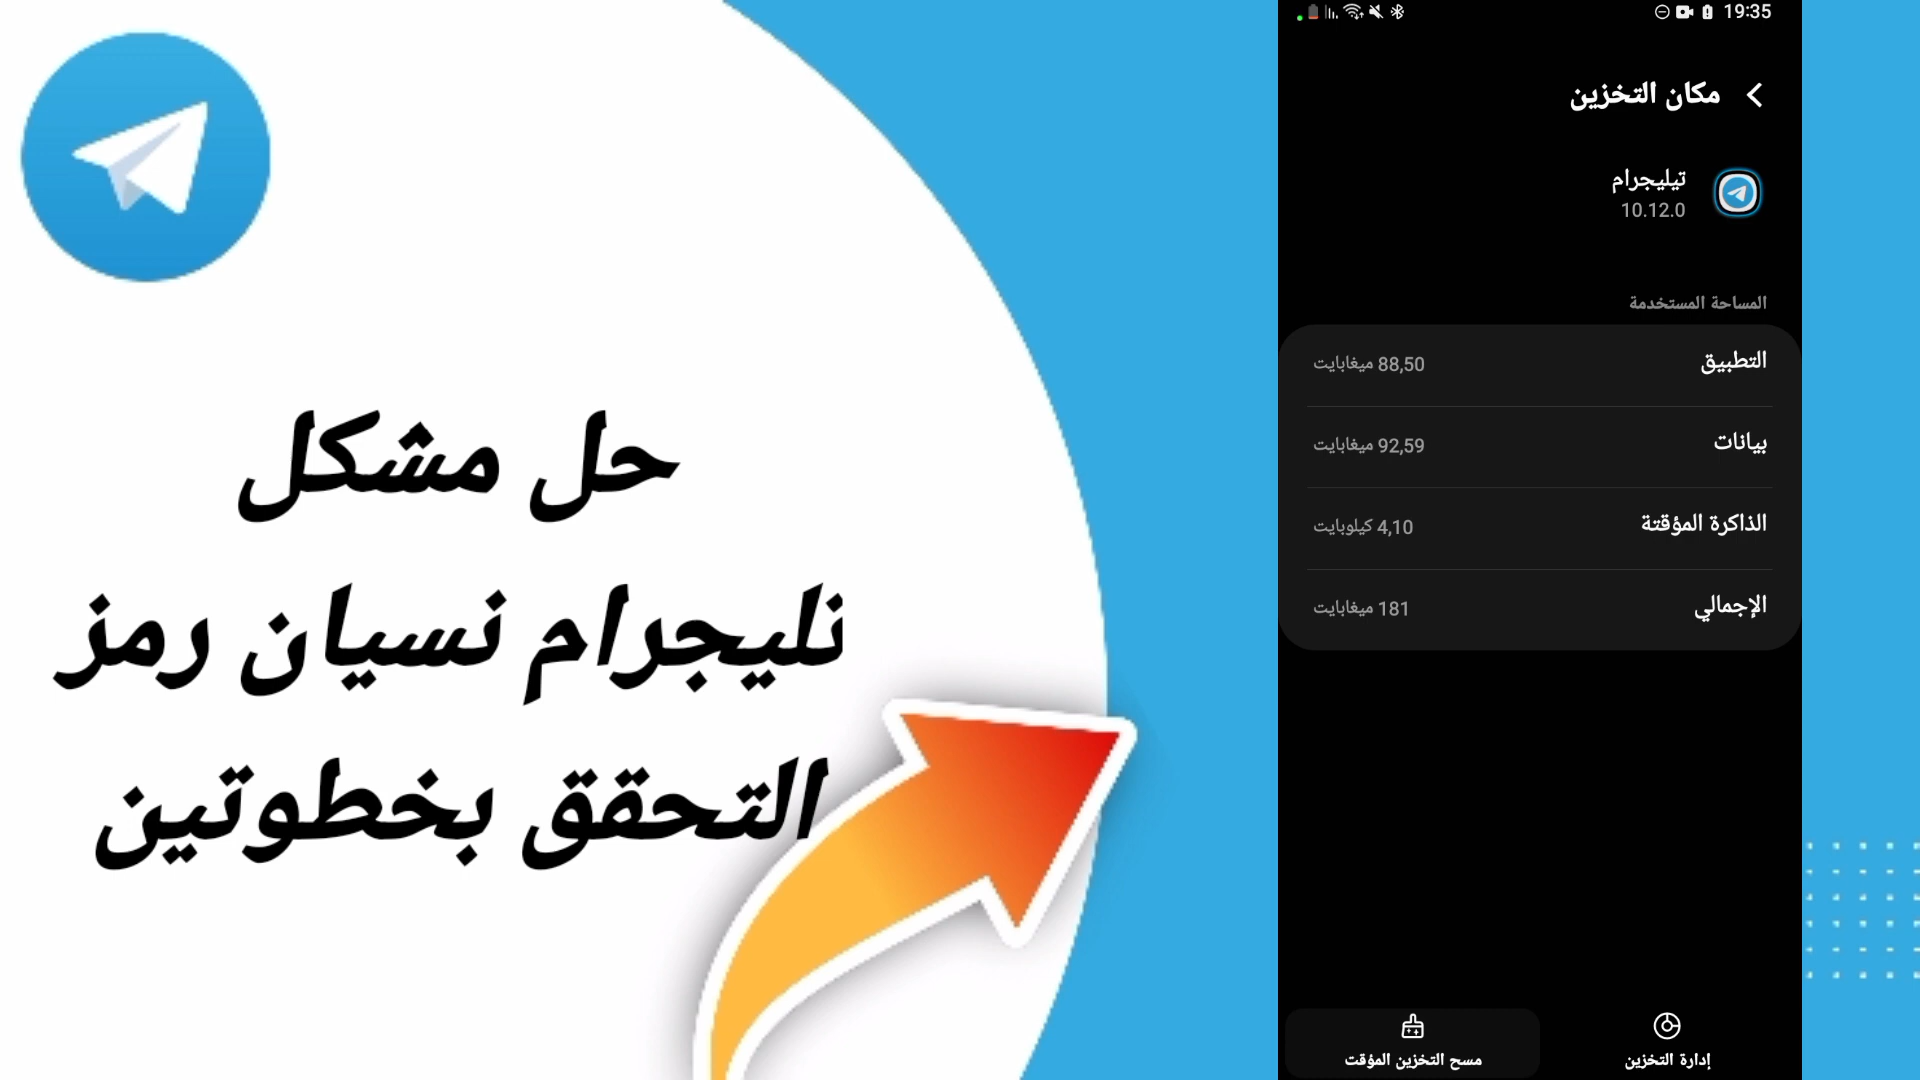 حل مشكل
تليجرام نسيان رمز
التحقق بخطوتين
19:35
مكان التخزين
تيليجرام
10.12.0
المساحة المستخدمة
التطبيق
88,50 ميغابايت
بيانات
92,59 ميغابايت
الذاكرة المؤقتة
4,10 كيلوبايت
الإجمالي
181 ميغابايت
إدارة التخزين
مسح التخزين المؤقت